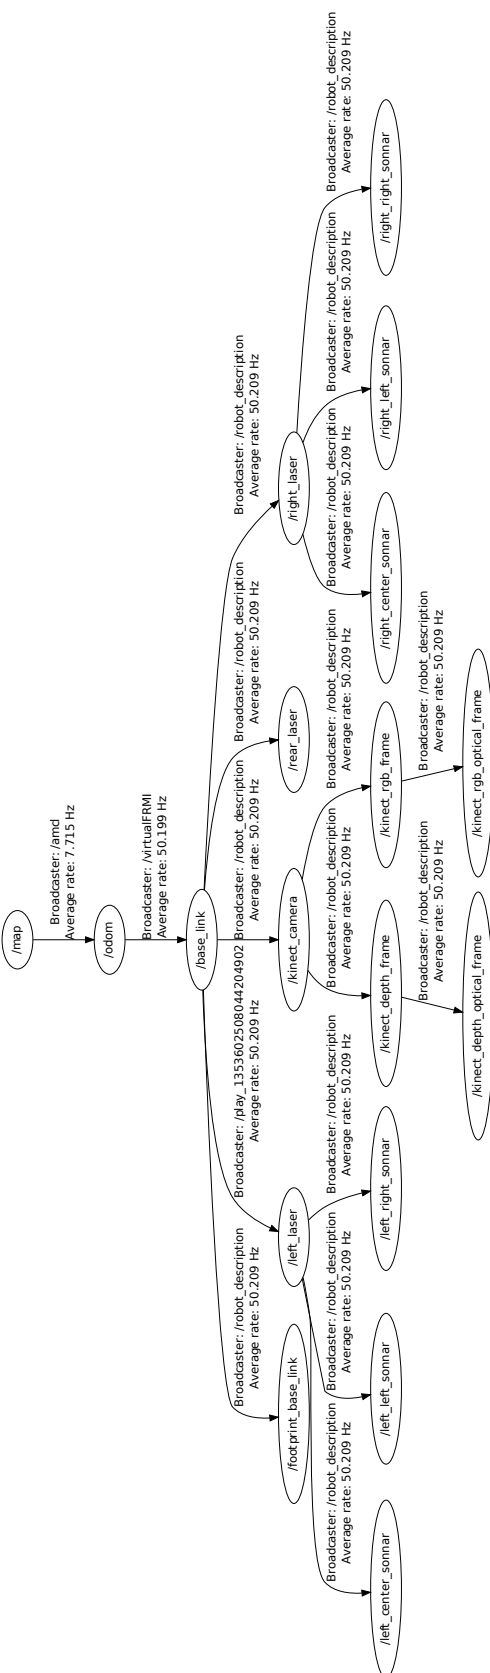 /map
Broadcaster: /amd
Average rate: 7.715 Hz
/odom
Broadcaster: /virtualFRMI
Average rate: 50.199 Hz
/base_link
Broadcaster: /robot_description
Average rate: 50.209 Hz
Broadcaster: /play_1353602508044204902
Average rate: 50.209 Hz
Broadcaster: /robot_description
Average rate: 50.209 Hz
Broadcaster: /robot_description
Average rate: 50.209 Hz
Broadcaster: /robot_description
Average rate: 50.209 Hz
/footprint_base_link
/left_laser
/kinect_camera
/rear_laser
/right_laser
Broadcaster: /robot_description
Average rate: 50.209 Hz
Broadcaster: /robot_description
Average rate: 50.209 Hz
Broadcaster: /robot_description
Average rate: 50.209 Hz
Broadcaster: /robot_description
Average rate: 50.209 Hz
Broadcaster: /robot_description
Average rate: 50.209 Hz
Broadcaster: /robot_description
Average rate: 50.209 Hz
Broadcaster: /robot_description
Average rate: 50.209 Hz
Broadcaster: /robot_description
Average rate: 50.209 Hz
/left_center_sonnar
/left_left_sonnar
/left_right_sonnar
/kinect_depth_frame
/kinect_rgb_frame
/right_center_sonnar
/right_left_sonnar
/right_right_sonnar
Broadcaster: /robot_description
Average rate: 50.209 Hz
Broadcaster: /robot_description
Average rate: 50.209 Hz
/kinect_depth_optical_frame
/kinect_rgb_optical_frame